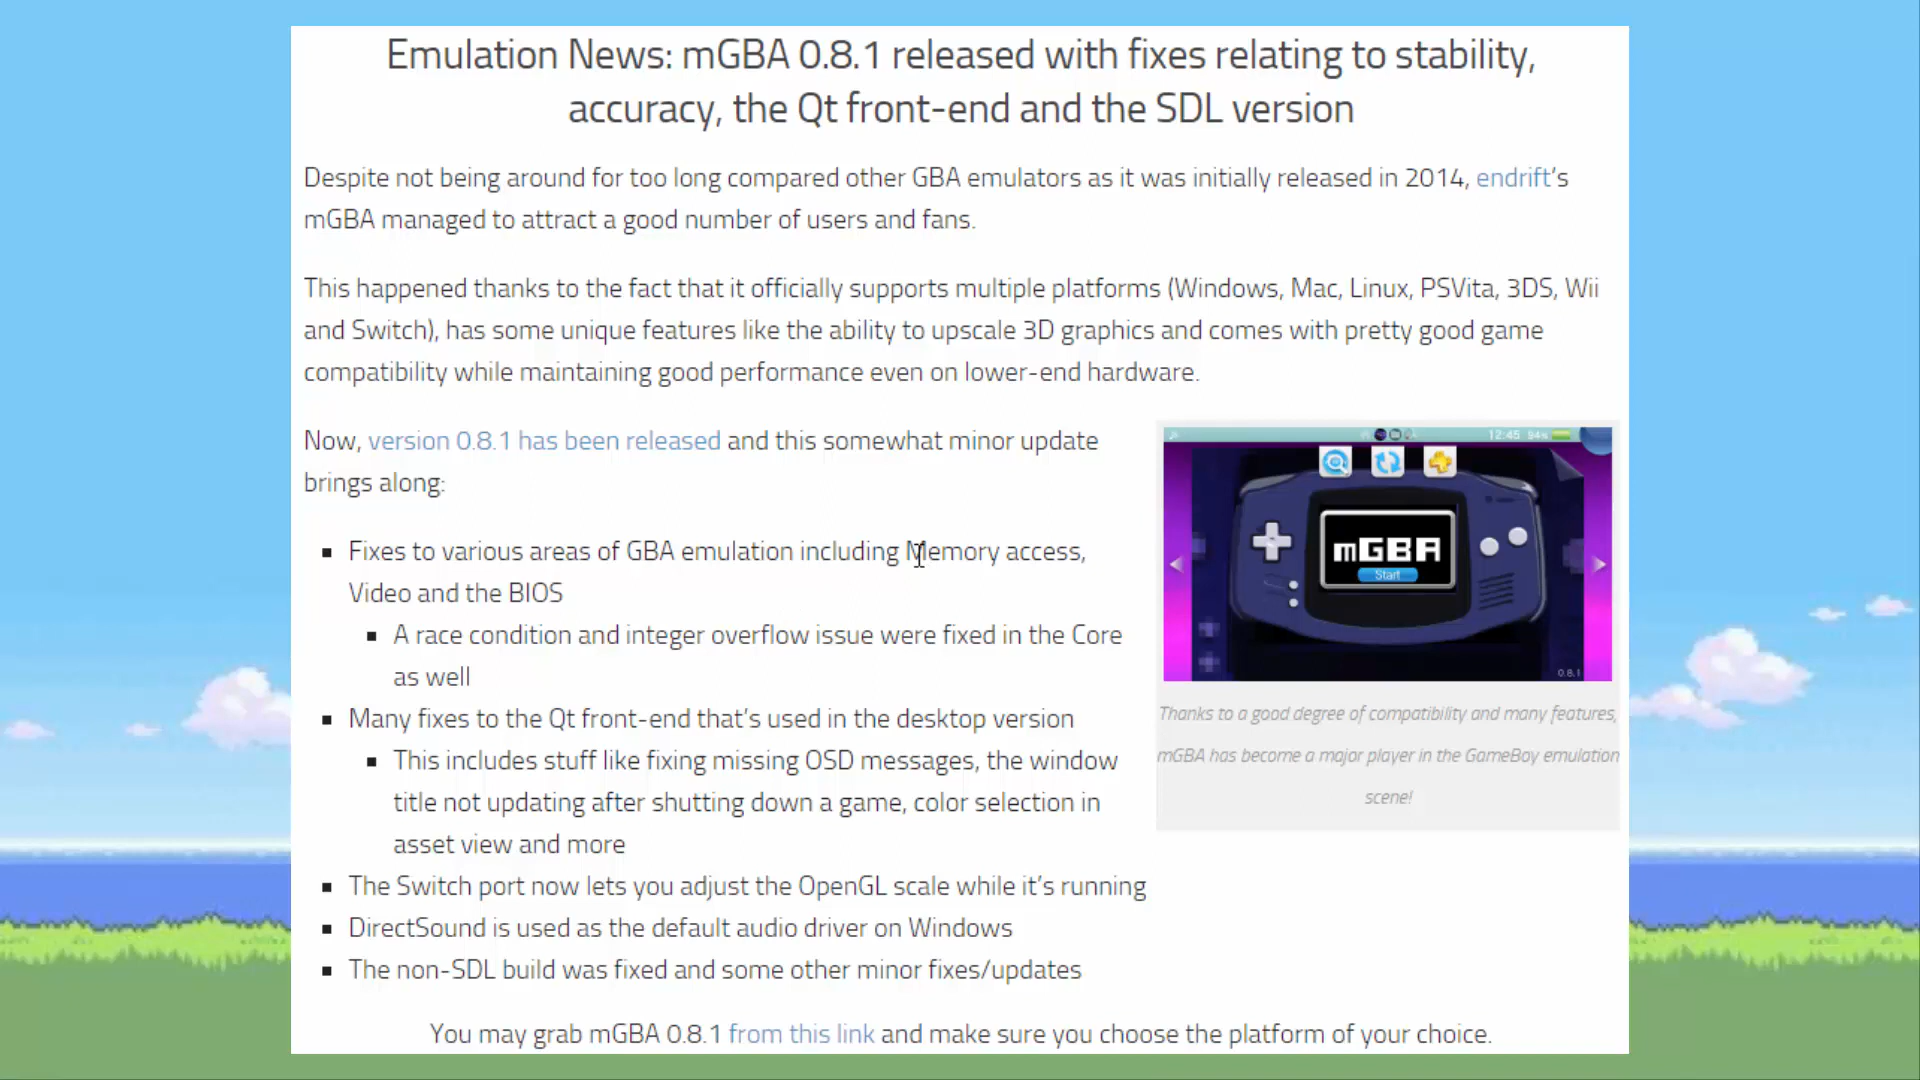 Emulation News: mGBA 0.8.1 released with fixes relating to stability,
accuracy, the Qt front-end and the SDL version
Despite not being around for too long compared other GBA emulators as it was initially released in 2014, endrift’s
mGBA managed to attract a good number of users and fans.
This happened thanks to the fact that it officially supports multiple platforms (Windows, Mac, Linux, PSVita, 3DS, Wii
and Switch), has some unique features like the ability to upscale 3D graphics and comes with pretty good game
compatibility while maintaining good performance even on lower-end hardware.
Now, version 0.8.1 has been released and this somewhat minor update
brings along:
▪ Fixes to various areas of GBA emulation including Memory access,
Video and the BIOS
▪ A race condition and integer overflow issue were fixed in the Core
as well
▪ Many fixes to the Qt front-end that’s used in the desktop version
▪ This includes stuff like fixing missing OSD messages, the window
title not updating after shutting down a game, color selection in
asset view and more
▪ The Switch port now lets you adjust the OpenGL scale while it’s running
▪ DirectSound is used as the default audio driver on Windows
▪ The non-SDL build was fixed and some other minor fixes/updates
12:45 94%
mGBA
Start
0.8.1
Thanks to a good degree of compatibility and many features,
mGBA has become a major player in the GameBoy emulation
scene!
You may grab mGBA 0.8.1 from this link and make sure you choose the platform of your choice.